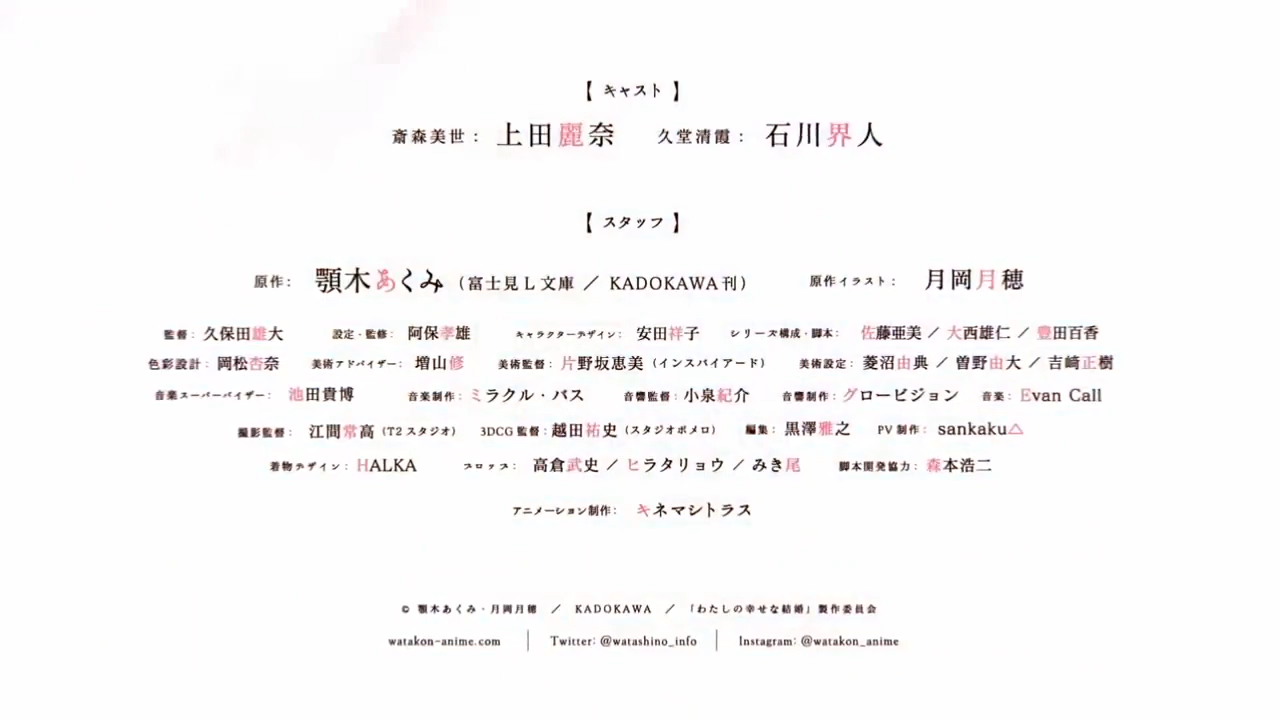 【 キャスト 】
斎森美世： 上田麗奈 久堂清霞： 石川界人
【 スタッフ 】
原作： 顎木あくみ （富士見L文庫 ／ KADOKAWA刊） 原作イラスト： 月岡月穂
監督： 久保田雄大 設定・監修： 阿保孝雄 キャラクターデザイン： 安田祥子 シリーズ構成・脚本： 佐藤亜美 ／ 大西雄仁 ／ 豊田百香
色彩設計： 岡松杏奈 美術アドバイザー： 増山修 美術監督： 片野坂恵美 （インスパイアード） 美術設定： 菱沼由典 ／ 曽野由大 ／ 吉﨑正樹
音楽スーパーバイザー： 池田貴博 音楽制作： ミラクル・バス 音響監督： 小泉紀介 音響制作： グロービジョン 音楽： Evan Call
撮影監督： 江間常高 （T2 スタジオ） 3DCG 監督： 越田祐史 （スタジオポメロ） 編集： 黒澤雅之 PV 制作： sankaku△
着物デザイン： HALKA プロップ： 高倉武史 ／ ヒラタリョウ ／ みき尾 脚本開発協力： 森本浩二
アニメーション制作： キネマシトラス
© 顎木あくみ・月岡月穂 ／ KADOKAWA ／ 「わたしの幸せな結婚」製作委員会
watakon-anime.com │ Twitter: @watashino_info │ Instagram: @watakon_anime